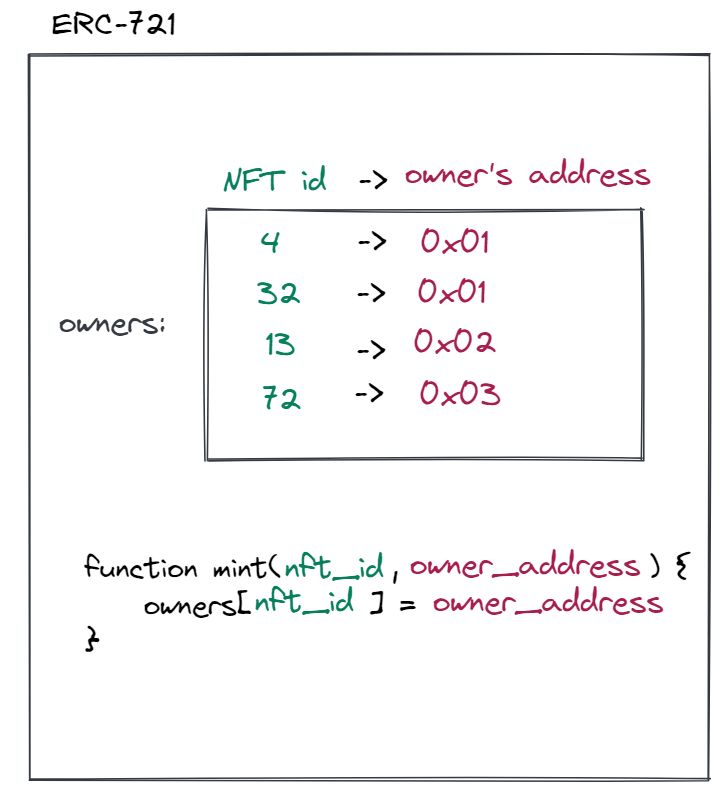 ERC-721
NFT id -> owner's address
4 -> 0x01
32 -> 0x01
owners:
13 -> 0x02
72 -> 0x03
function mint(nft_id, owner_address) {
owners[nft_id] = owner_address
}